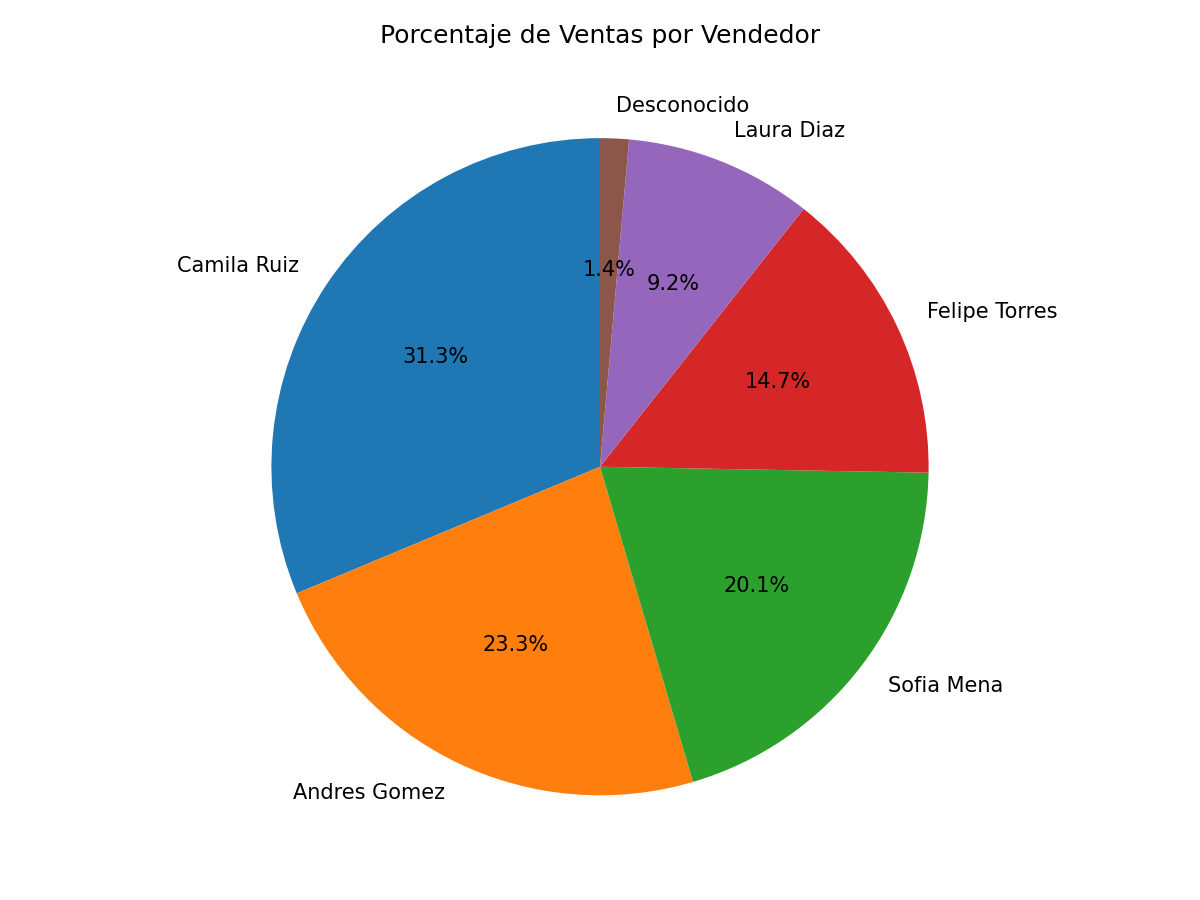 Porcentaje de Ventas por Vendedor
Desconocido
Laura Diaz
Camila Ruiz
1.4%
9.2%
Felipe Torres
31.3%
14.7%
20.1%
23.3%
Sofia Mena
Andres Gomez